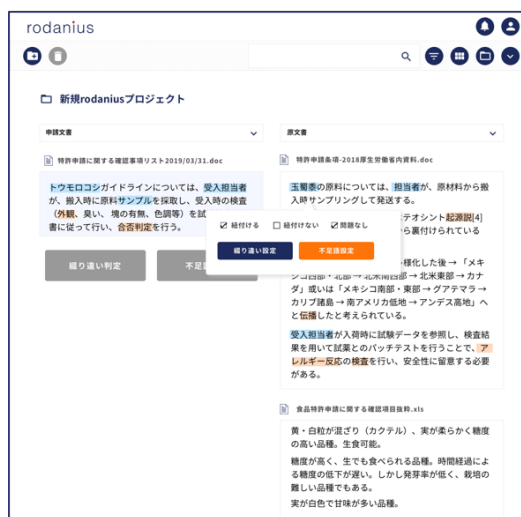 rodanius
新規rodaniusプロジェクト
申請文書
特許申請に関する確認事項リスト2019/03/31.doc
トウモロコシガイドラインについては、受入担当者
が、搬入時に原料サンプルを採取し、受入時の検査
（外観、臭い、 塊の有無、色調等）を試
書に従って行い、合否判定を行う。
綴り違い判定
不足
原文書
特許申請条項-2018厚生労働省内資料.doc
玉蜀黍の原料については、担当者が、原材料から搬
入時サンプリングして発送する。
テオシント起源説[4]
ら裏付けられている
紐付ける
紐付けない
問題なし
綴り違い設定
不足語設定
様化した後 → 「メキ
シコ西部・北部 → 北米南西部 → 北米東部 → カナ
ダ」或いは「メキシコ南部・東部 → グアテマラ →
カリブ諸島 → 南アメリカ低地 → アンデス高地」へ
と伝播したと考えられている。
受入担当者が入荷時に試験データを参照し、検査結
果を用いて試薬とのパッチテストを行うことで、ア
レルギー反応の検査を行い、安全性に留意する必要
がある。
食品特許申請に関する確認項目抜粋.xls
黄・白粒が混ざり（カクテル）、実が柔らかく糖度
の高い品種。生食可能。
糖度が高く、生でも食べられる品種。時間経過によ
る糖度の低下が遅い。しかし発芽率が低く、栽培の
難しい品種でもある。
実が白色で甘味が多い品種。